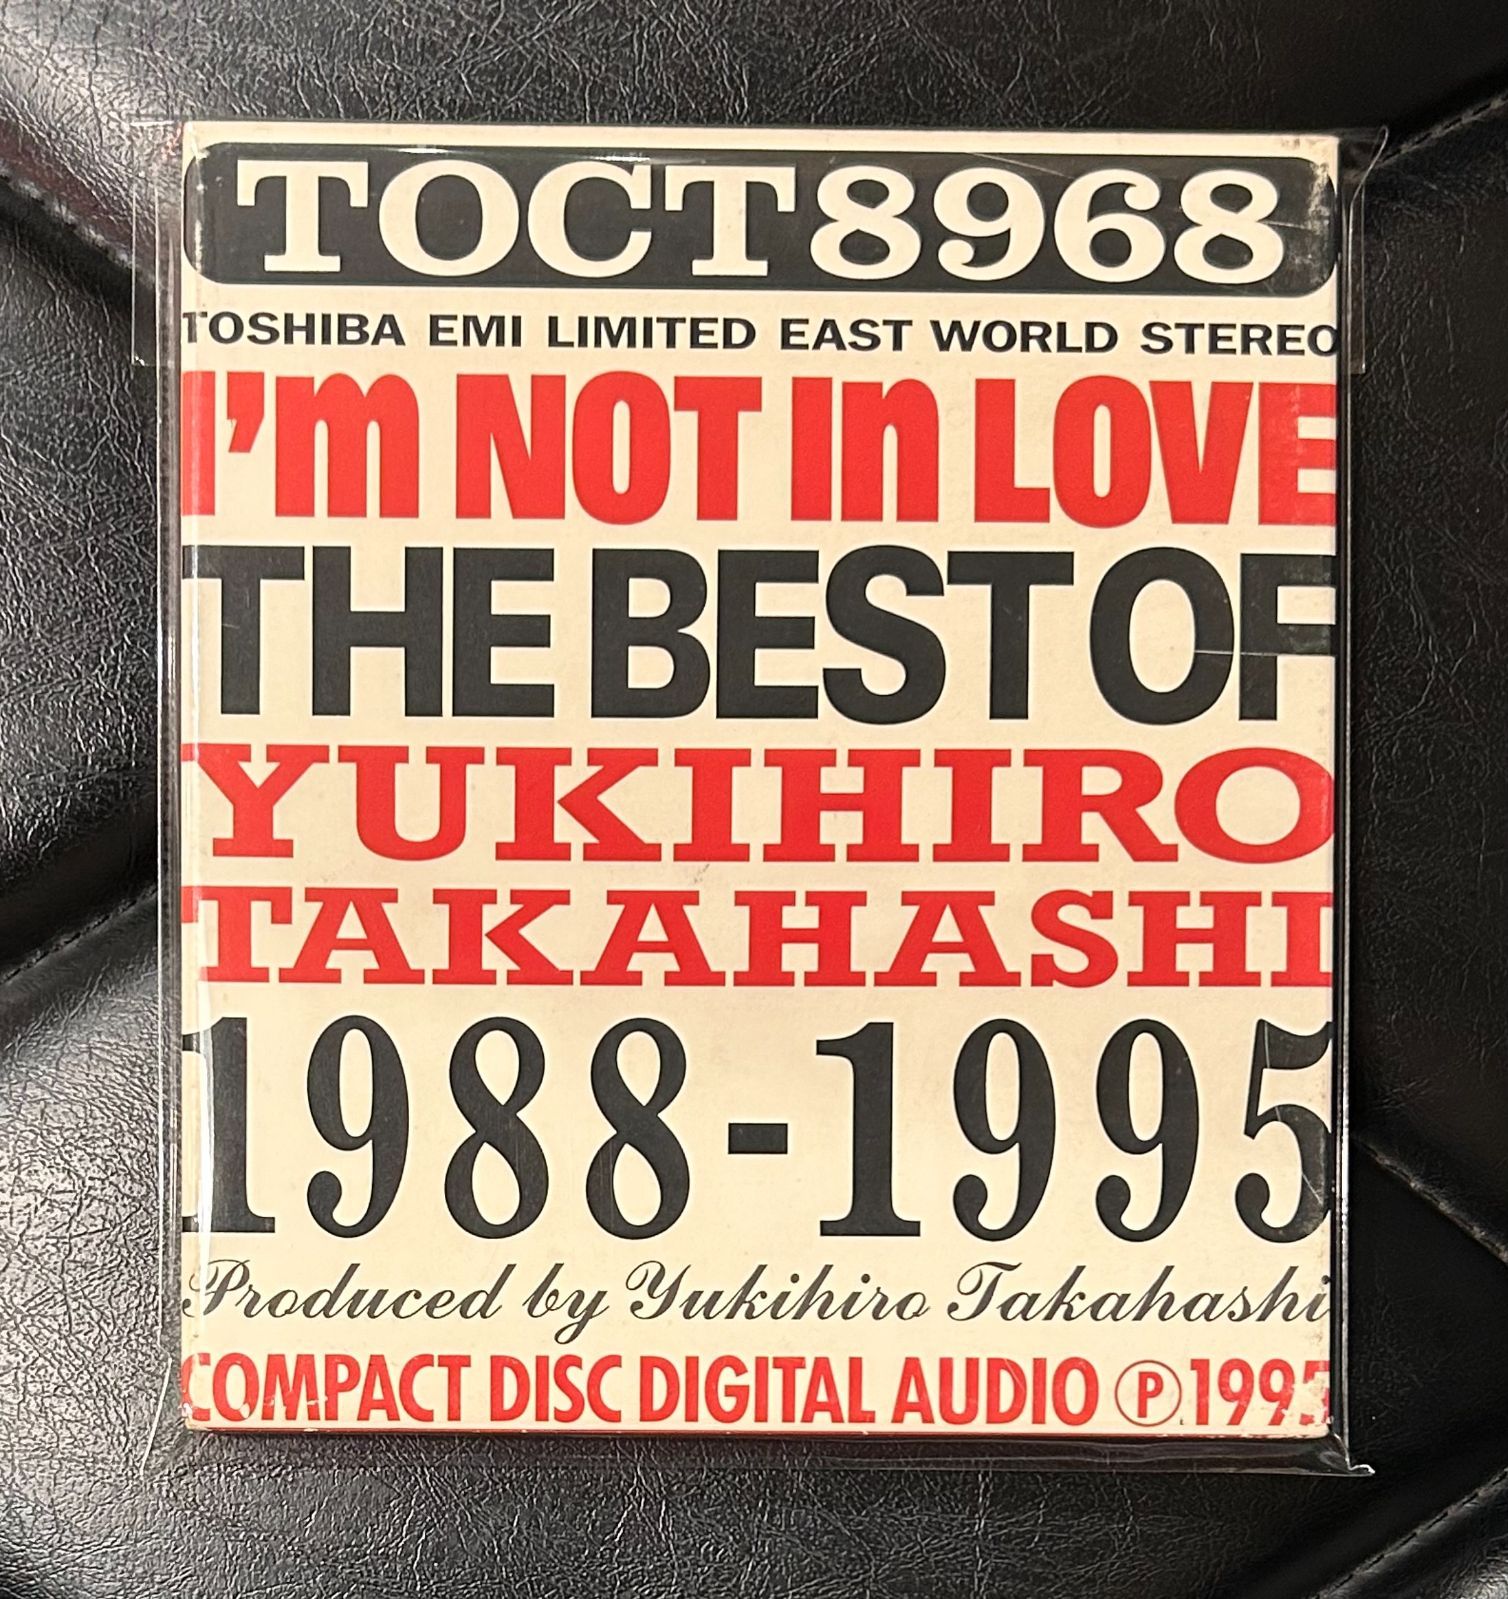 TOCT8968
TOSHIBA EMI LIMITED EAST WORLD STEREO
I'm NOT In LOVE
THE BEST OF
YUKIHIRO
TAKAHASHI
1988-1995
Produced by Yukihiro Takahashi
COMPACT DISC DIGITAL AUDIO Ⓟ1995